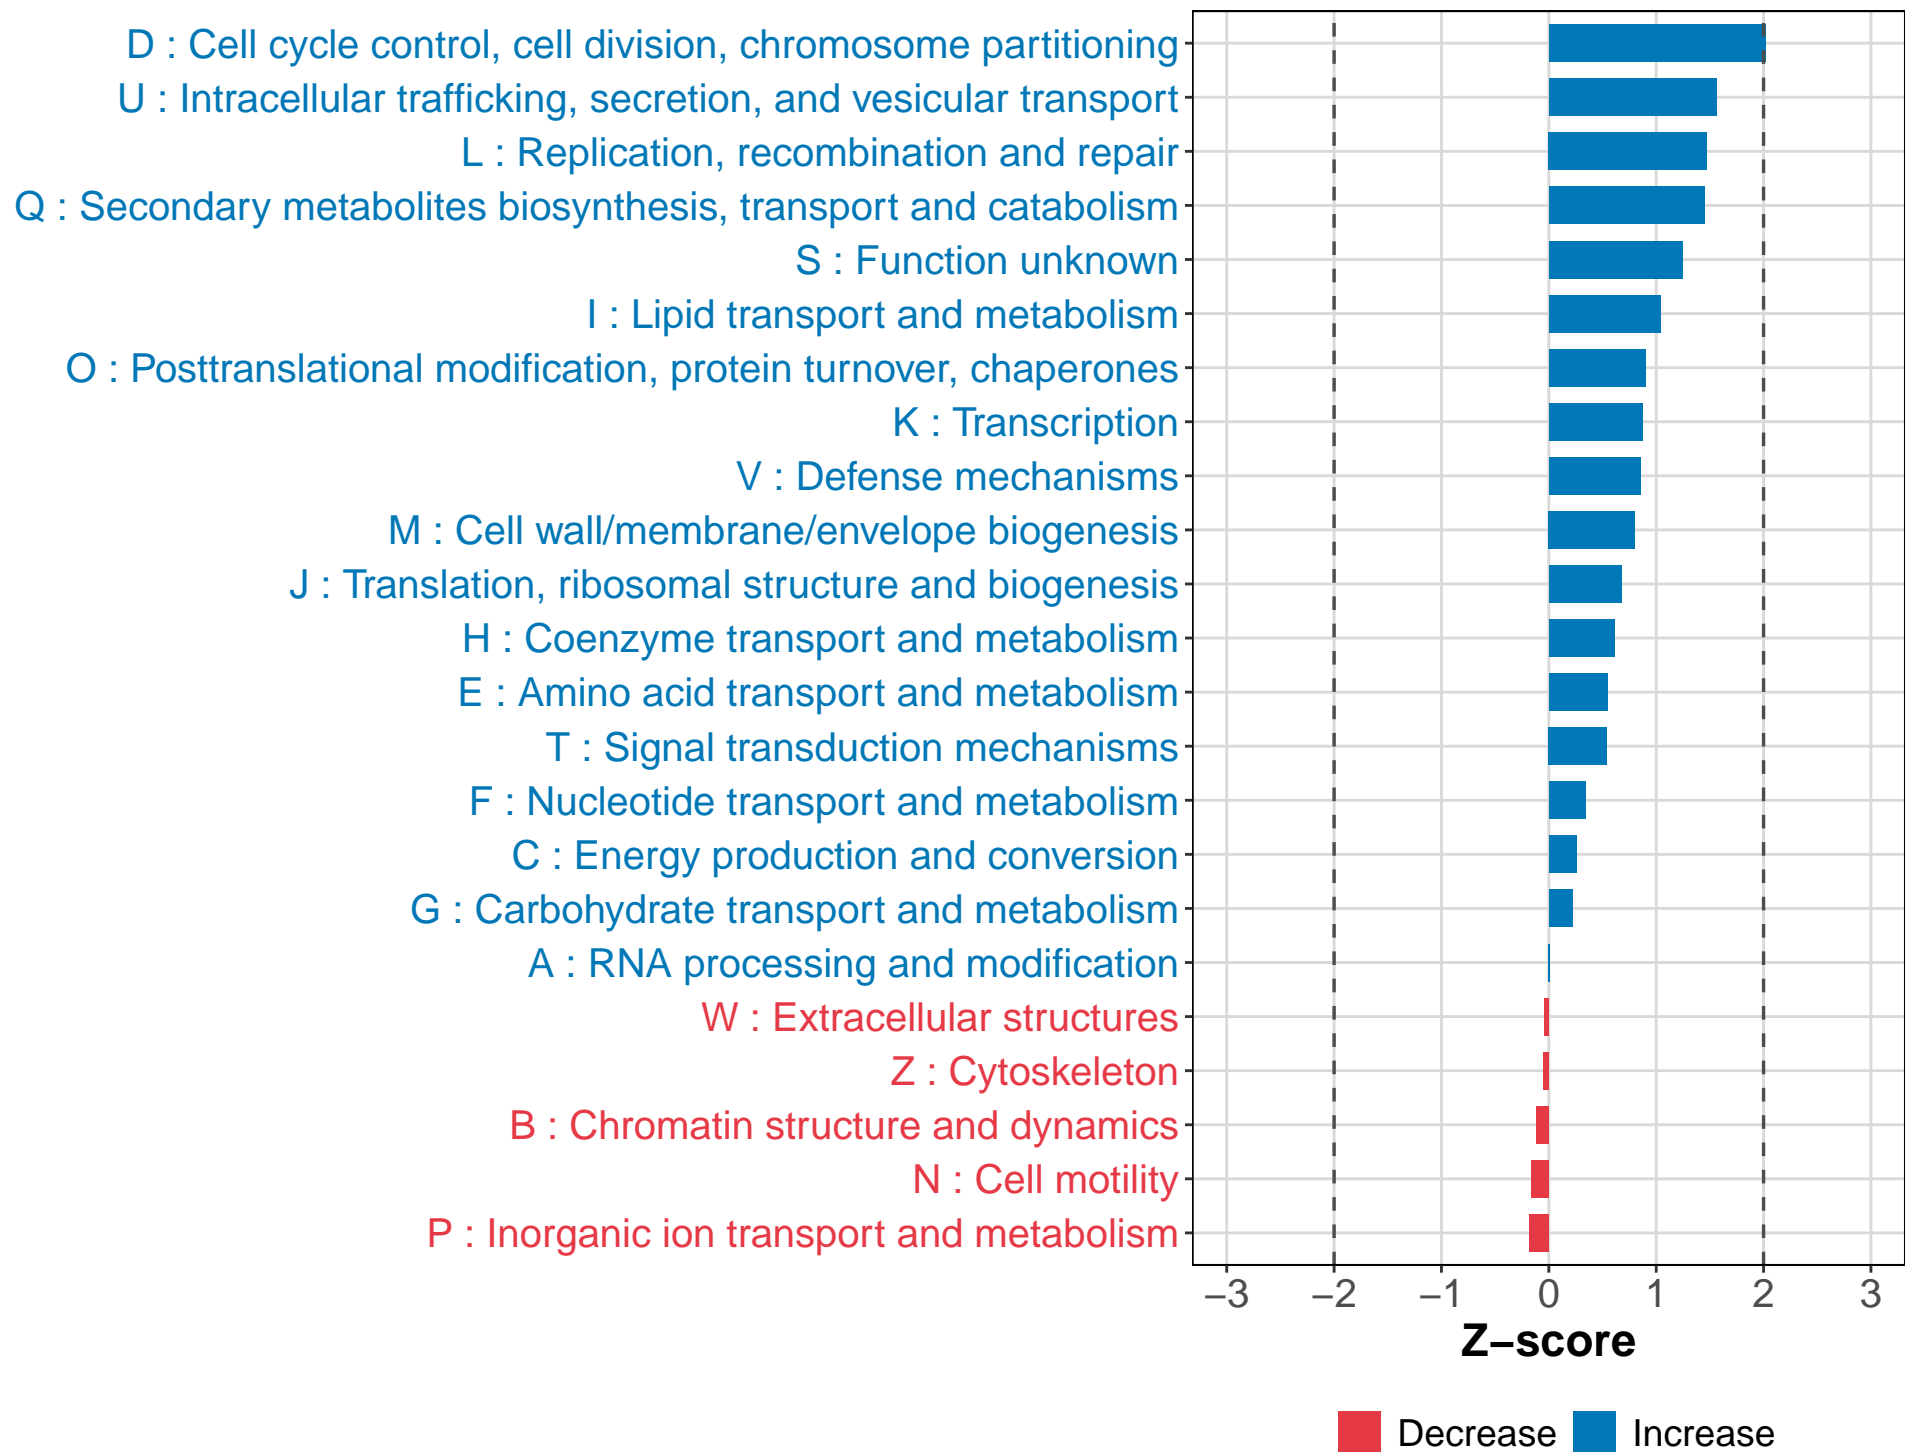 D : Cell cycle control, cell division, chromosome partitioning
U : Intracellular trafficking, secretion, and vesicular transport
L : Replication, recombination and repair
Q : Secondary metabolites biosynthesis, transport and catabolism
S : Function unknown
I : Lipid transport and metabolism
O : Posttranslational modification, protein turnover, chaperones
K : Transcription
V : Defense mechanisms
M : Cell wall/membrane/envelope biogenesis
J : Translation, ribosomal structure and biogenesis
H : Coenzyme transport and metabolism
E : Amino acid transport and metabolism
T : Signal transduction mechanisms
F : Nucleotide transport and metabolism
C : Energy production and conversion
G : Carbohydrate transport and metabolism
A : RNA processing and modification
W : Extracellular structures
Z : Cytoskeleton
B : Chromatin structure and dynamics
N : Cell motility
P : Inorganic ion transport and metabolism
−3 −2 −1 0 1 2 3
Z−score
Decrease Increase